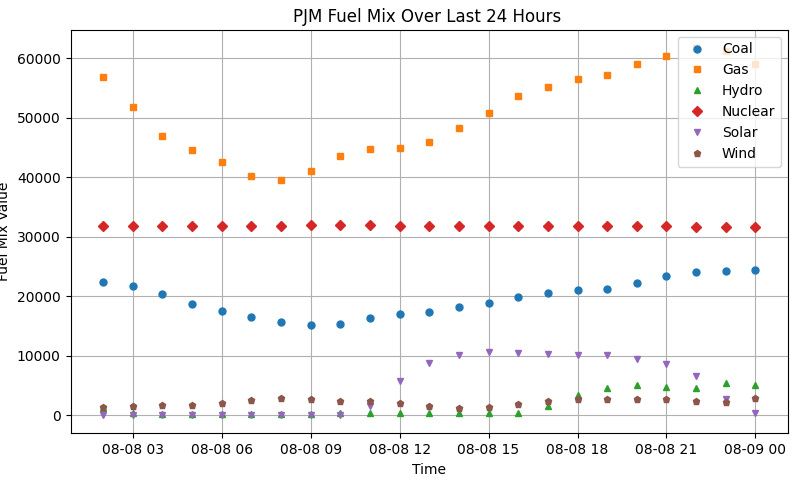 PJM Fuel Mix Over Last 24 Hours
Fuel Mix Value
60000
50000
40000
30000
20000
10000
0
Coal
Gas
Hydro
Nuclear
Solar
Wind
08-08 03
08-08 06
08-08 09
08-08 12
08-08 15
08-08 18
08-08 21
08-09 00
Time